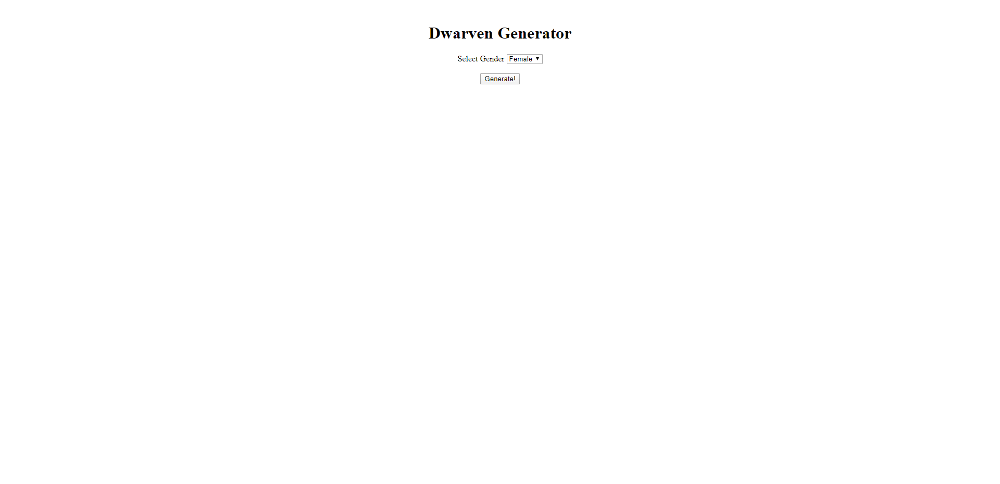 Dwarven Generator
Select Gender Female
Generate!